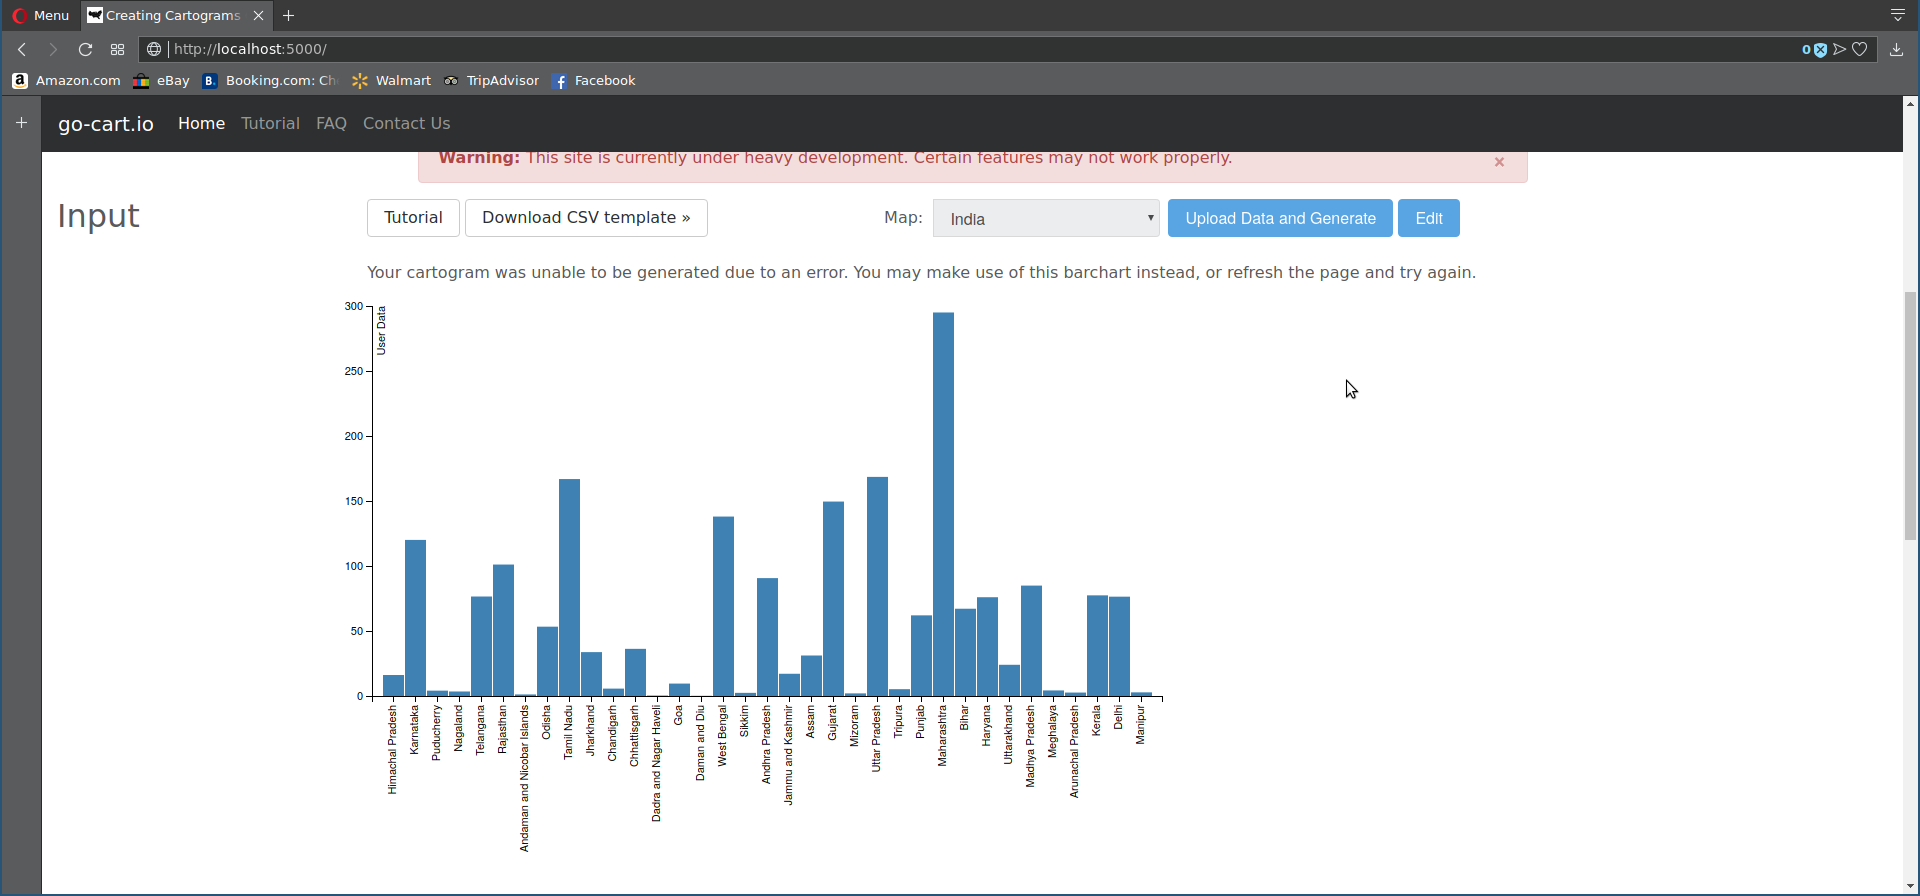 Menu
Creating Cartograms
http://localhost:5000/
0
Amazon.com
eBay
B.
Booking.com: Ch
Walmart
TripAdvisor
Facebook
go-cart.io
Home
Tutorial
FAQ
Contact Us
Warning: This site is currently under heavy development. Certain features may not work properly.
×
Input
Tutorial
Download CSV template »
Map:
India
Upload Data and Generate
Edit
Your cartogram was unable to be generated due to an error. You may make use of this barchart instead, or refresh the page and try again.
User Data
300
250
200
150
100
50
0
Himachal Pradesh
Karnataka
Puducherry
Nagaland
Telangana
Rajasthan
Andaman and Nicobar Islands
Odisha
Tamil Nadu
Jharkhand
Chandigarh
Chhattisgarh
Dadra and Nagar Haveli
Goa
Daman and Diu
West Bengal
Sikkim
Andhra Pradesh
Jammu and Kashmir
Assam
Gujarat
Mizoram
Uttar Pradesh
Tripura
Punjab
Maharashtra
Bihar
Haryana
Uttarakhand
Madhya Pradesh
Meghalaya
Arunachal Pradesh
Kerala
Delhi
Manipur